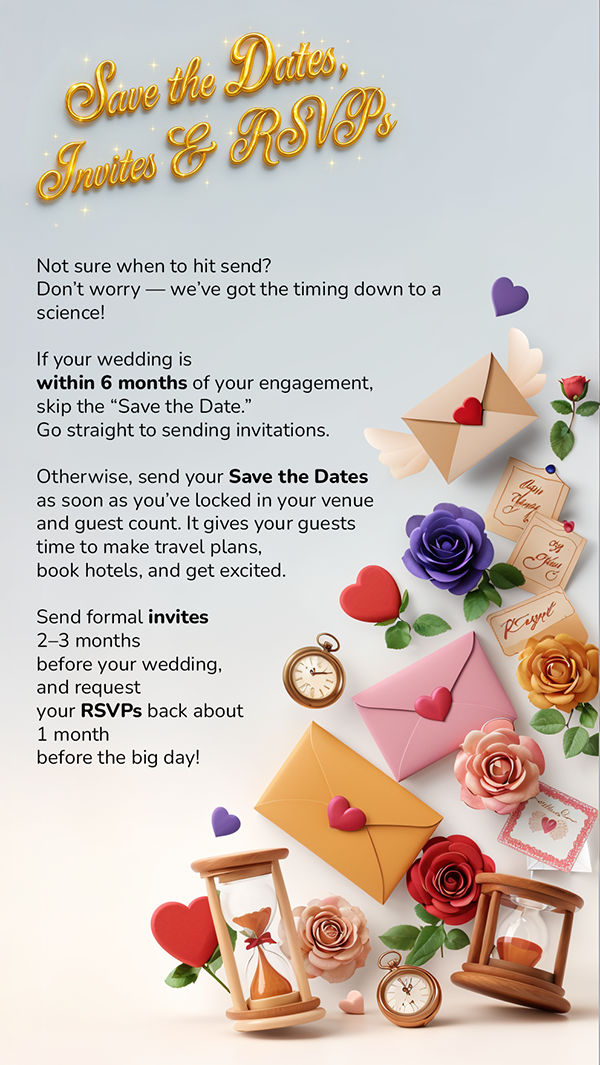 Save the Dates,
Invites & RSVPs
Not sure when to hit send?
Don’t worry — we’ve got the timing down to a
science!
If your wedding is
within 6 months of your engagement,
skip the “Save the Date.”
Go straight to sending invitations.
Otherwise, send your Save the Dates
as soon as you’ve locked in your venue
and guest count. It gives your guests
time to make travel plans,
book hotels, and get excited.
Send formal invites
2–3 months
before your wedding,
and request
your RSVPs back about
1 month
before the big day!